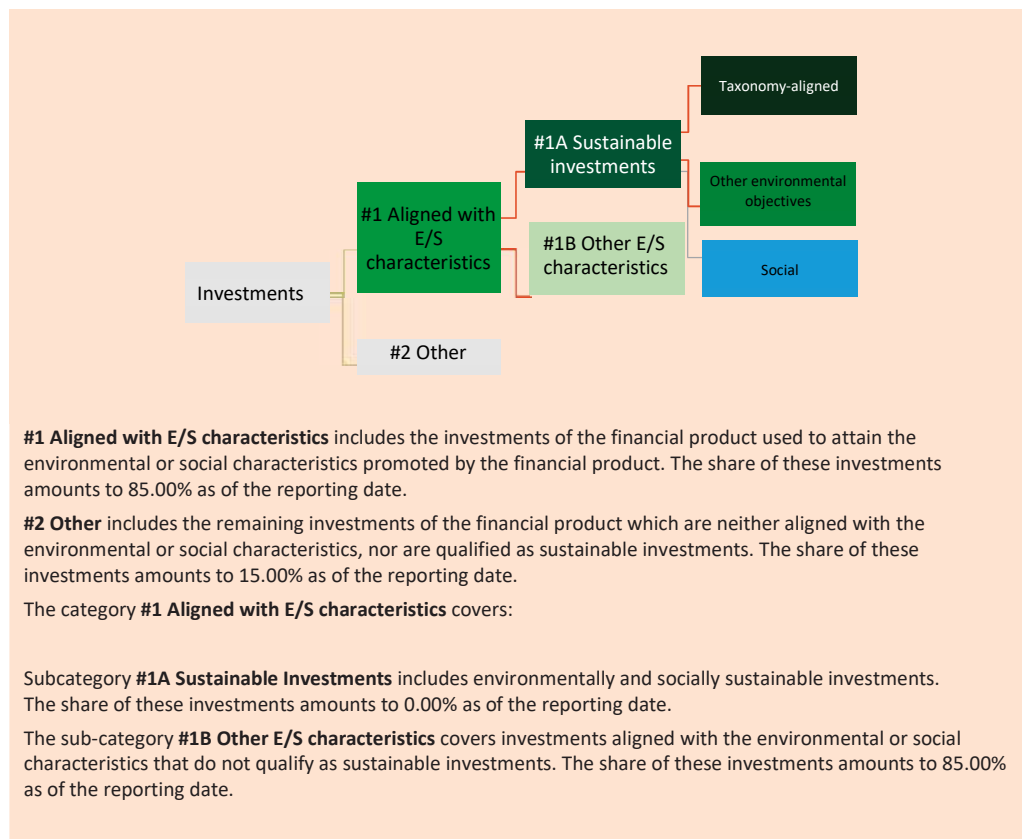 Taxonomy-aligned
#1A Sustainable
investments
Other environmental
objectives
#1 Aligned with
E/S
characteristics
#1B Other E/S
characteristics
Social
Investments
#2 Other
#1 Aligned with E/S characteristics includes the investments of the financial product used to attain the
environmental or social characteristics promoted by the financial product. The share of these investments
amounts to 85.00% as of the reporting date.
#2 Other includes the remaining investments of the financial product which are neither aligned with the
environmental or social characteristics, nor are qualified as sustainable investments. The share of these
investments amounts to 15.00% as of the reporting date.
The category #1 Aligned with E/S characteristics covers:
Subcategory #1A Sustainable Investments includes environmentally and socially sustainable investments.
The share of these investments amounts to 0.00% as of the reporting date.
The sub-category #1B Other E/S characteristics covers investments aligned with the environmental or social
characteristics that do not qualify as sustainable investments. The share of these investments amounts to 85.00%
as of the reporting date.